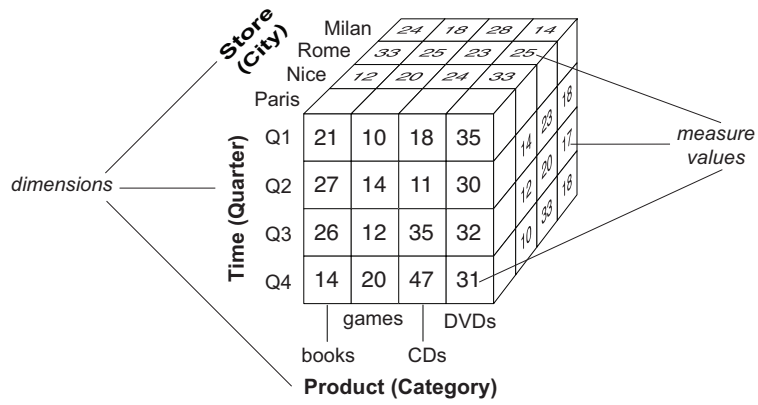 Store
(City)
Milan 24 18 28 14
Rome 33 25 23 25
Nice 12 20 24 33
Paris
Time (Quarter)
Q1 21 10 18 35
Q2 27 14 11 30
Q3 26 12 35 32
Q4 14 20 47 31
14 23 18
12 20 17
10 33 18
dimensions
measure
values
games DVDs
books CDs
Product (Category)